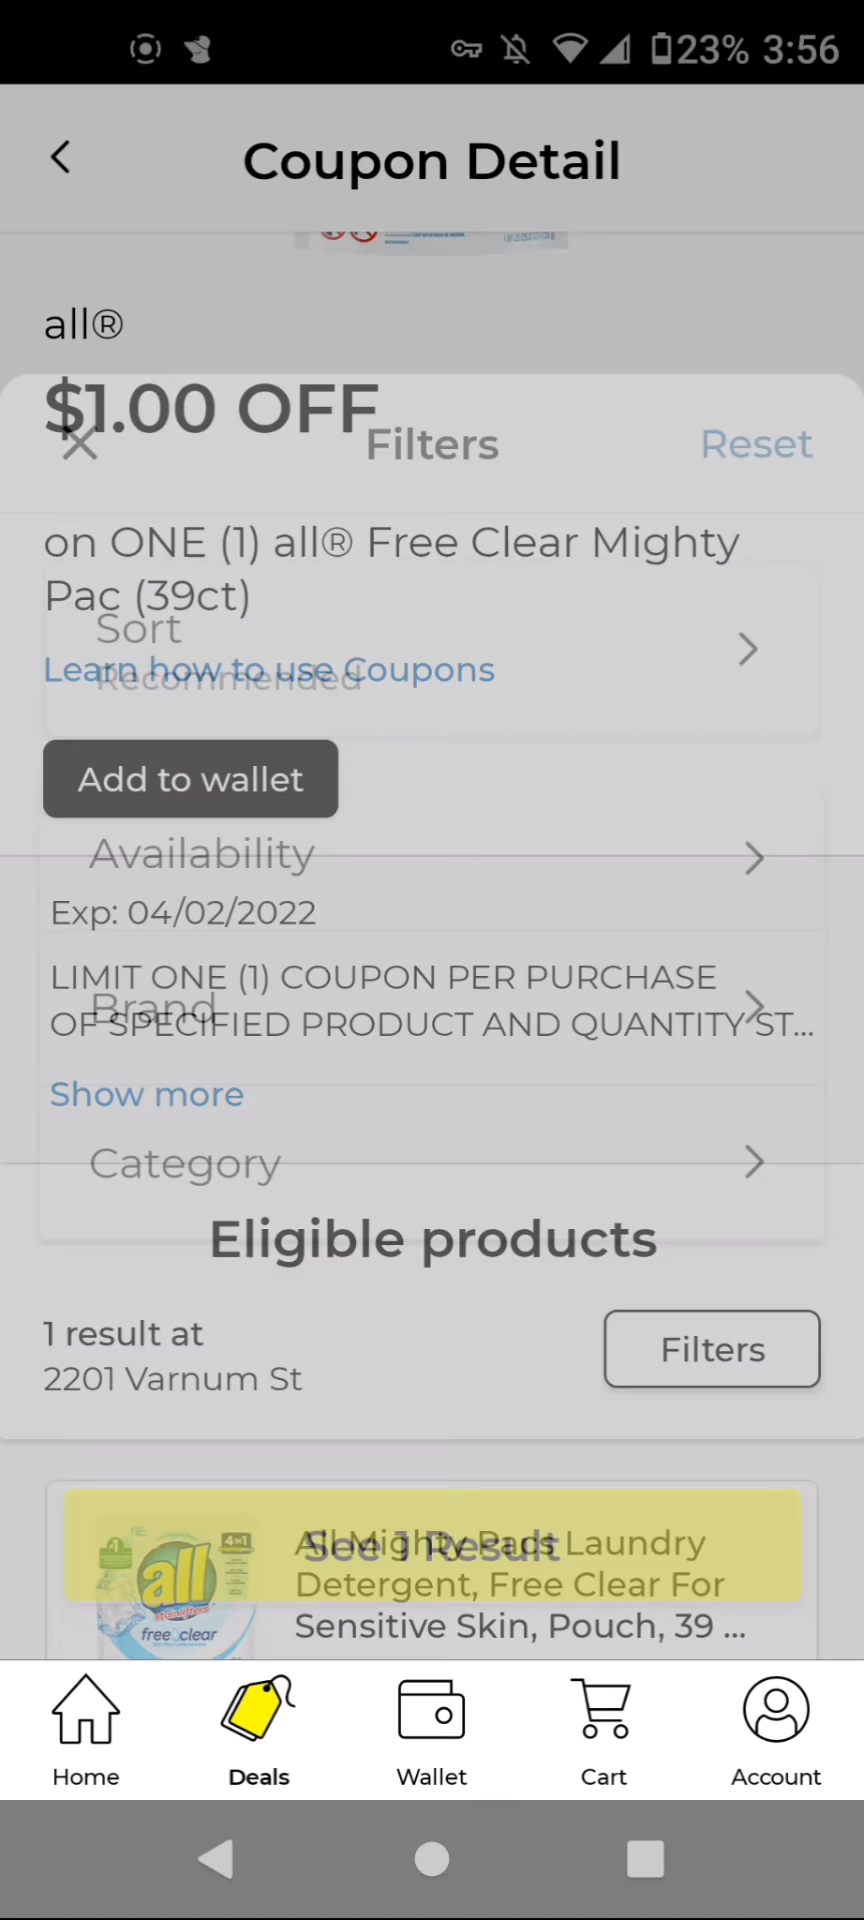 23% 3:56
Coupon Detail
all®
$1.00 OFF
Filters
Reset
on ONE (1) all® Free Clear Mighty
Pac (39ct)
Sort
Recommended
Learn how to use Coupons
Add to wallet
Availability
Exp: 04/02/2022
LIMIT ONE (1) COUPON PER PURCHASE
OF SPECIFIED PRODUCT AND QUANTITY ST...
Brand
Show more
Category
Eligible products
1 result at
2201 Varnum St
Filters
See 1 Result
All Mighty Pads Laundry
Detergent, Free Clear For
Sensitive Skin, Pouch, 39 ...
4in1
all
stainlifters
free clear
Home
Deals
Wallet
Cart
Account